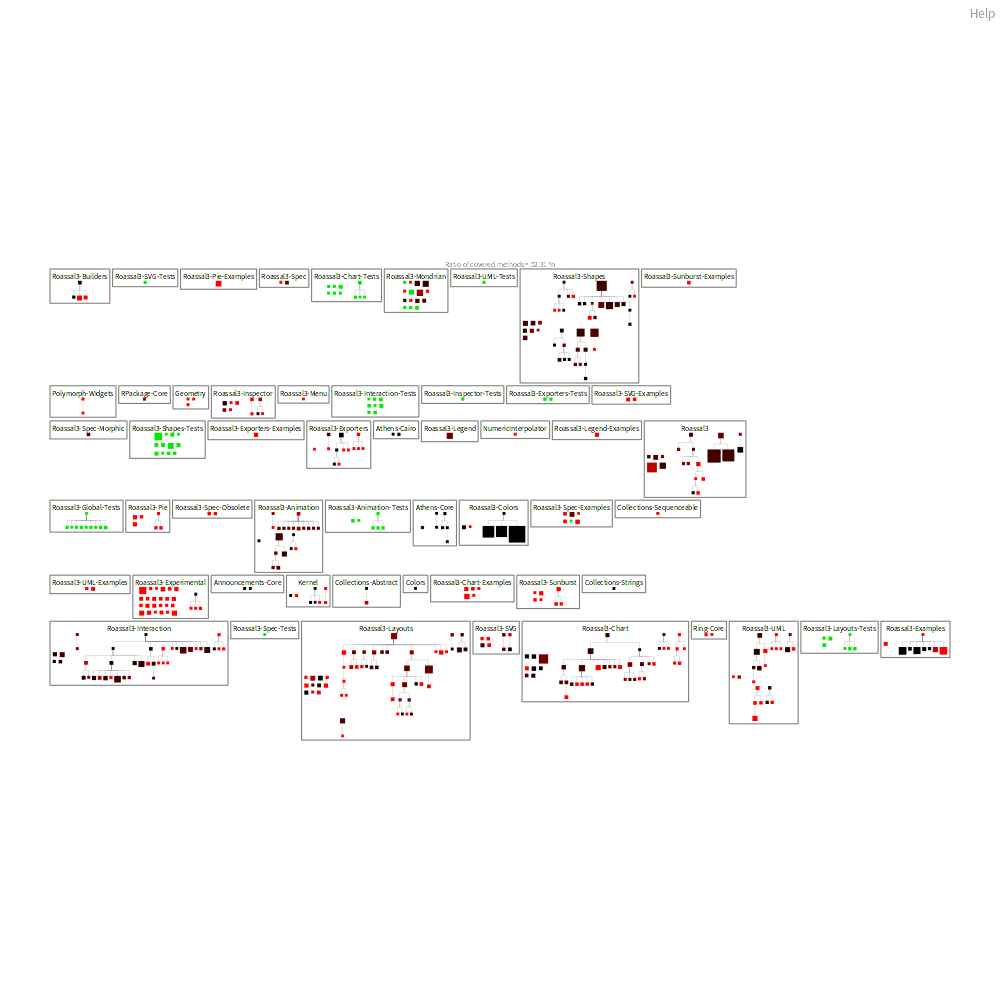 Help
Ratio of covered methods = 52.31 %
Roassal3-Builders Roassal3-SVG-Tests Roassal3-Pie-Examples Roassal3-Spec Roassal3-Chart-Tests Roassal3-Mondrian Roassal3-UML-Tests Roassal3-Shapes Roassal3-Sunburst-Examples
Polymorph-Widgets RPackage-Core Geometry Roassal3-Inspector Roassal3-Menu Roassal3-Interaction-Tests Roassal3-Inspector-Tests Roassal3-Exporters-Tests Roassal3-SVG-Examples
Roassal3-Spec-Morphic Roassal3-Shapes-Tests Roassal3-Exporters-Examples Roassal3-Exporters Athens-Cairo Roassal3-Legend NumericInterpolator Roassal3-Legend-Examples Roassal3
Roassal3-Global-Tests Roassal3-Pie Roassal3-Spec-Obsolete Roassal3-Animation Roassal3-Animation-Tests Athens-Core Roassal3-Colors Roassal3-Spec-Examples Collections-Sequenceable
Roassal3-UML-Examples Roassal3-Experimental Announcements-Core Kernel Collections-Abstract Colors Roassal3-Chart-Examples Roassal3-Sunburst Collections-Strings
Roassal3-Interaction Roassal3-Spec-Tests Roassal3-Layouts Roassal3-SVG Roassal3-Chart Ring-Core Roassal3-UML Roassal3-Layouts-Tests Roassal3-Examples